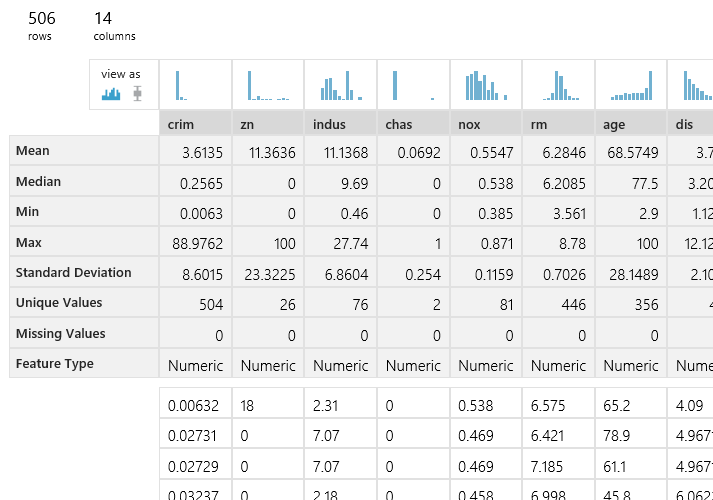 506 14
rows columns
view as
crim zn indus chas nox rm age dis
Mean 3.6135 11.3636 11.1368 0.0692 0.5547 6.2846 68.5749 3.7
Median 0.2565 0 9.69 0 0.538 6.2085 77.5 3.20
Min 0.0063 0 0.46 0 0.385 3.561 2.9 1.12
Max 88.9762 100 27.74 1 0.871 8.78 100 12.12
Standard Deviation 8.6015 23.3225 6.8604 0.254 0.1159 0.7026 28.1489 2.10
Unique Values 504 26 76 2 81 446 356
Missing Values 0 0 0 0 0 0 0
Feature Type Numeric Numeric Numeric Numeric Numeric Numeric Numeric Nume
0.00632 18 2.31 0 0.538 6.575 65.2 4.09
0.02731 0 7.07 0 0.469 6.421 78.9 4.967
0.02729 0 7.07 0 0.469 7.185 61.1 4.967
0.03237 0 2.18 0 0.458 6.998 45.8 6.062